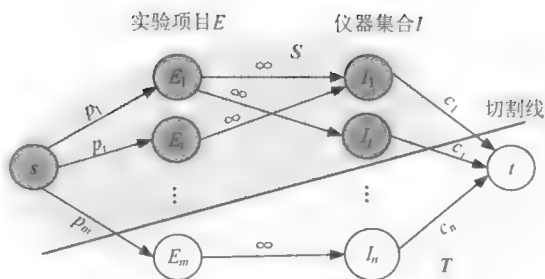 实验项目E
仪器集合I
S
∞
E₁
I₁
p₁
∞
c₁
切割线
∞
Eᵢ
Iᵢ
pᵢ
cᵢ
s
t
⋮
⋮
pₘ
∞
cₙ
Eₘ
Iₙ
T